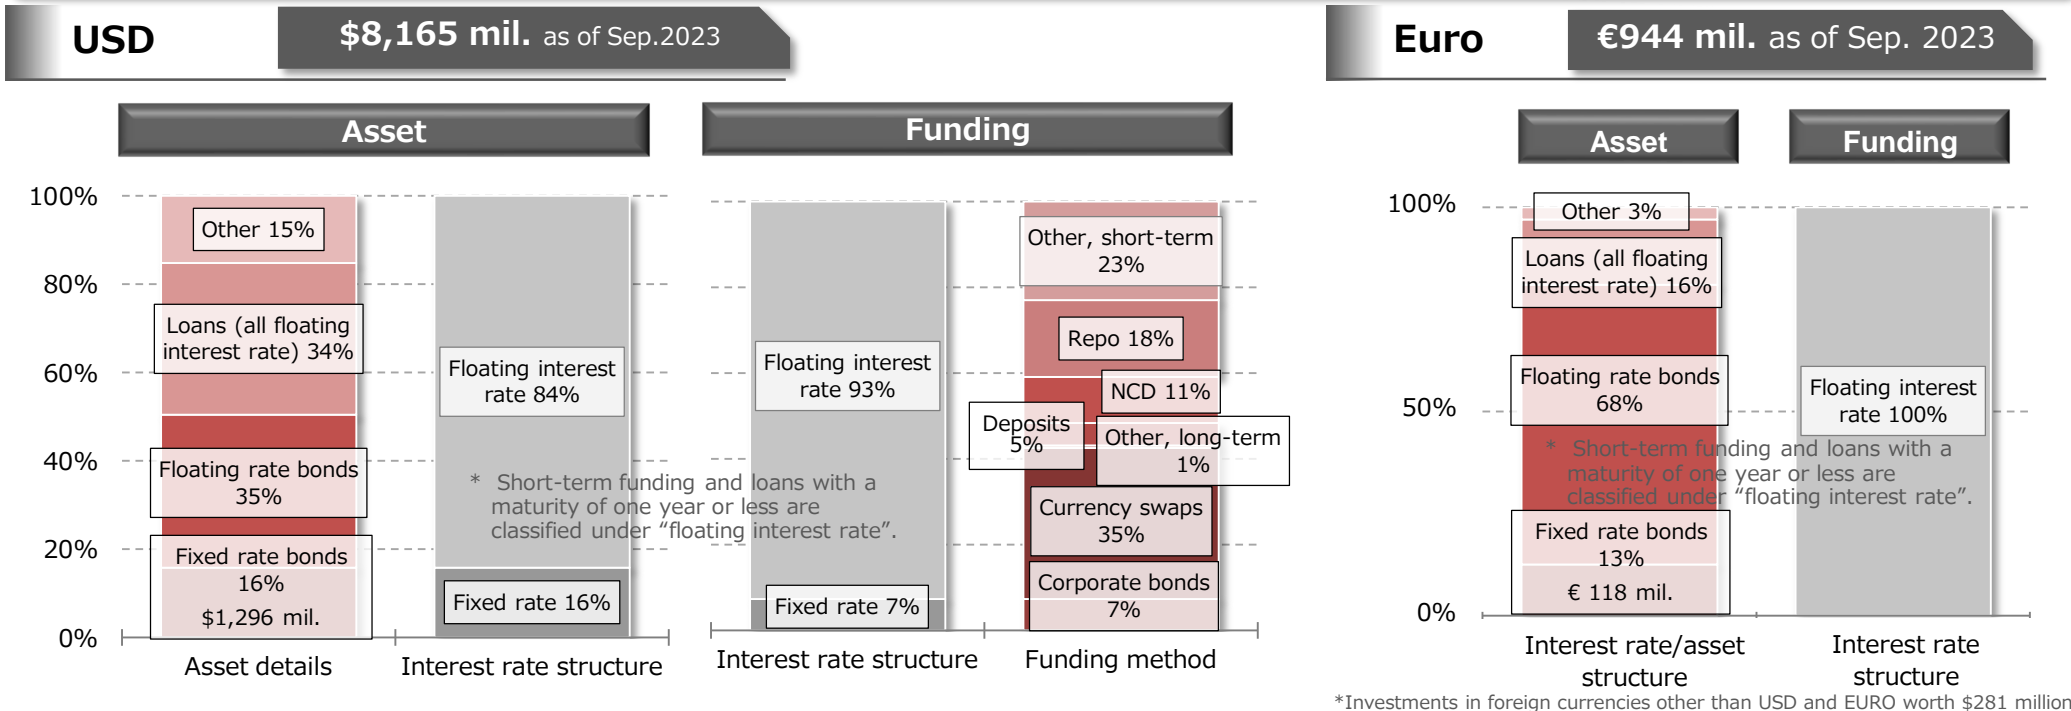 USD
$8,165 mil. as of Sep.2023
Asset
Funding
100%
80%
60%
40%
20%
0%
Other 15%
Loans (all floating
interest rate) 34%
Floating rate bonds
35%
Fixed rate bonds
16%
$1,296 mil.
Asset details
Floating interest
rate 84%
Fixed rate 16%
Interest rate structure
* Short-term funding and loans with a
maturity of one year or less are
classified under “floating interest rate”.
Floating interest
rate 93%
Fixed rate 7%
Interest rate structure
Other, short-term
23%
Repo 18%
NCD 11%
Deposits
5%
Other, long-term
1%
Currency swaps
35%
Corporate bonds
7%
Funding method
Euro
€944 mil. as of Sep. 2023
Asset
Funding
100%
50%
0%
Other 3%
Loans (all floating
interest rate) 16%
Floating rate bonds
68%
Fixed rate bonds
13%
€ 118 mil.
Interest rate/asset
structure
Floating interest
rate 100%
Interest rate
structure
* Short-term funding and loans with a
maturity of one year or less are
classified under “floating interest rate”.
*Investments in foreign currencies other than USD and EURO worth $281 million